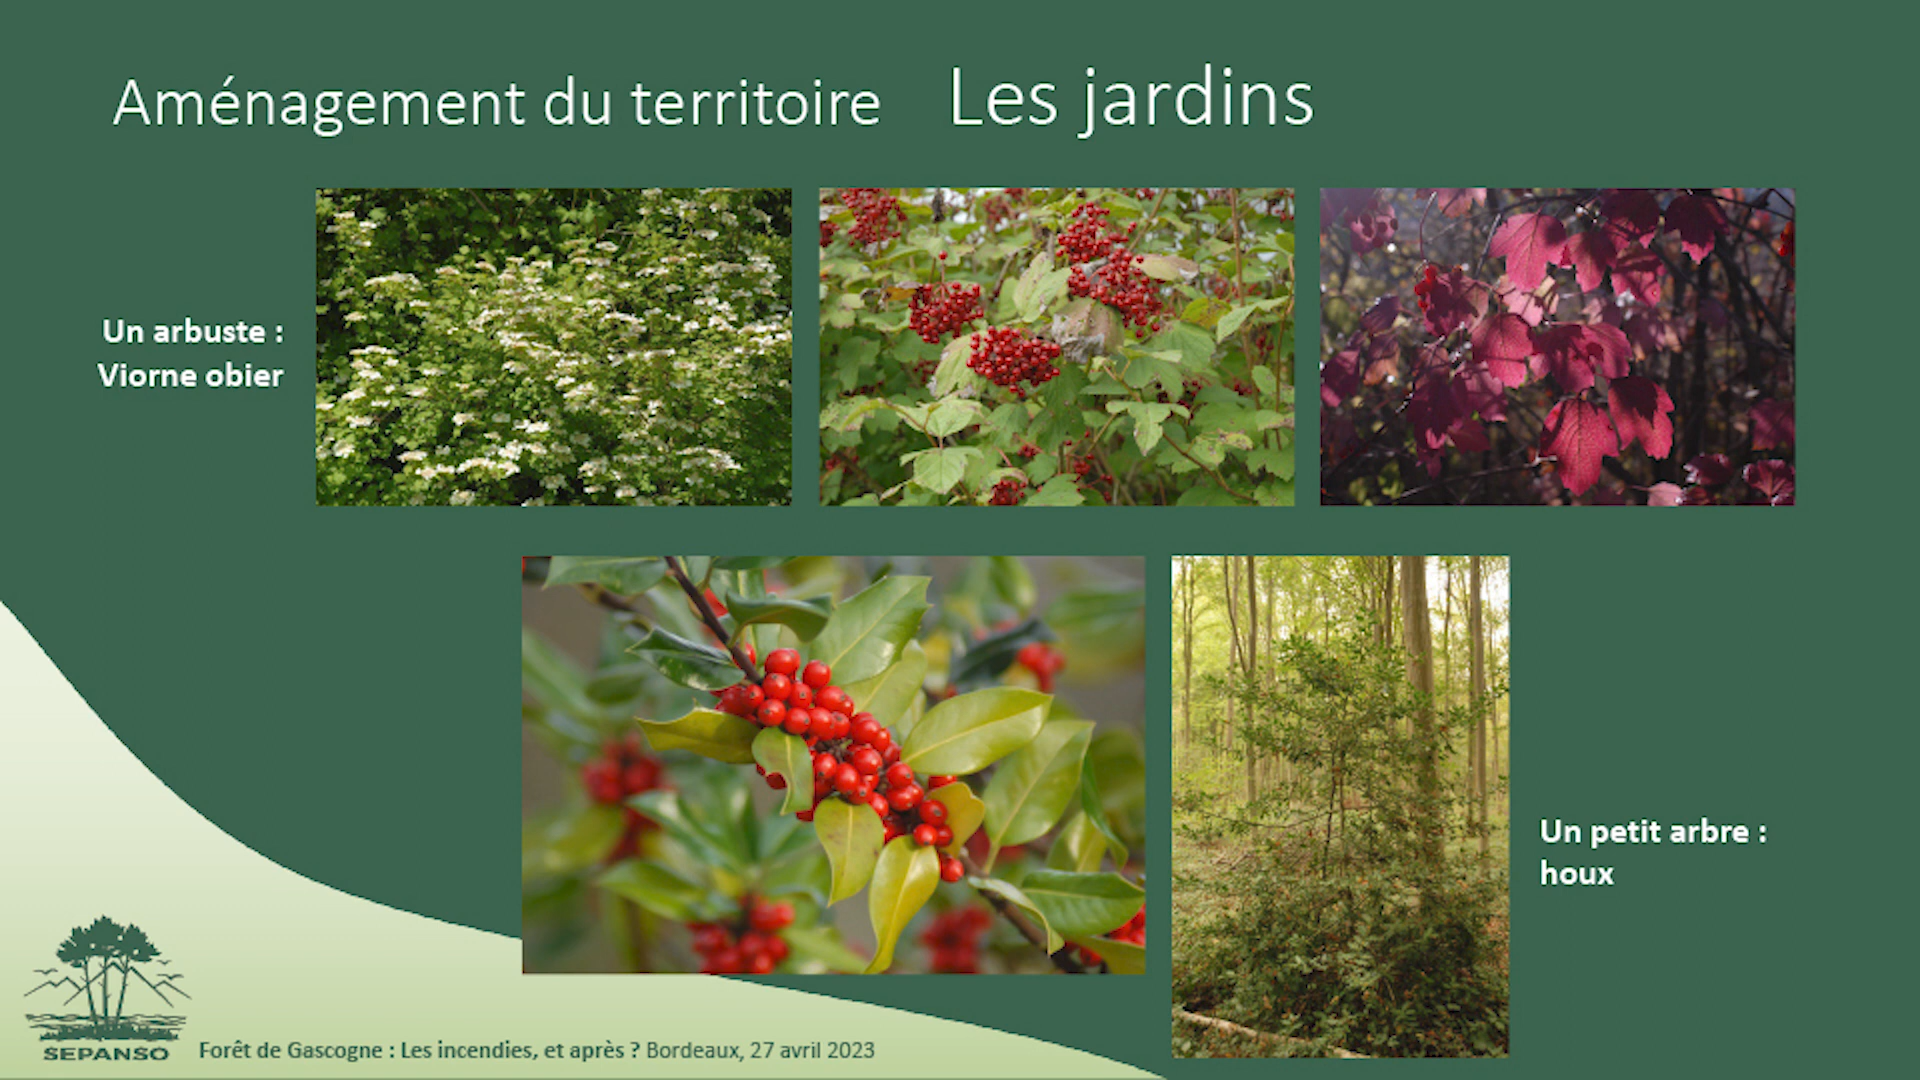 Aménagement du territoire Les jardins
Un arbuste :
Viorne obier
Un petit arbre :
houx
SEPANSO
Forêt de Gascogne : Les incendies, et après ? Bordeaux, 27 avril 2023